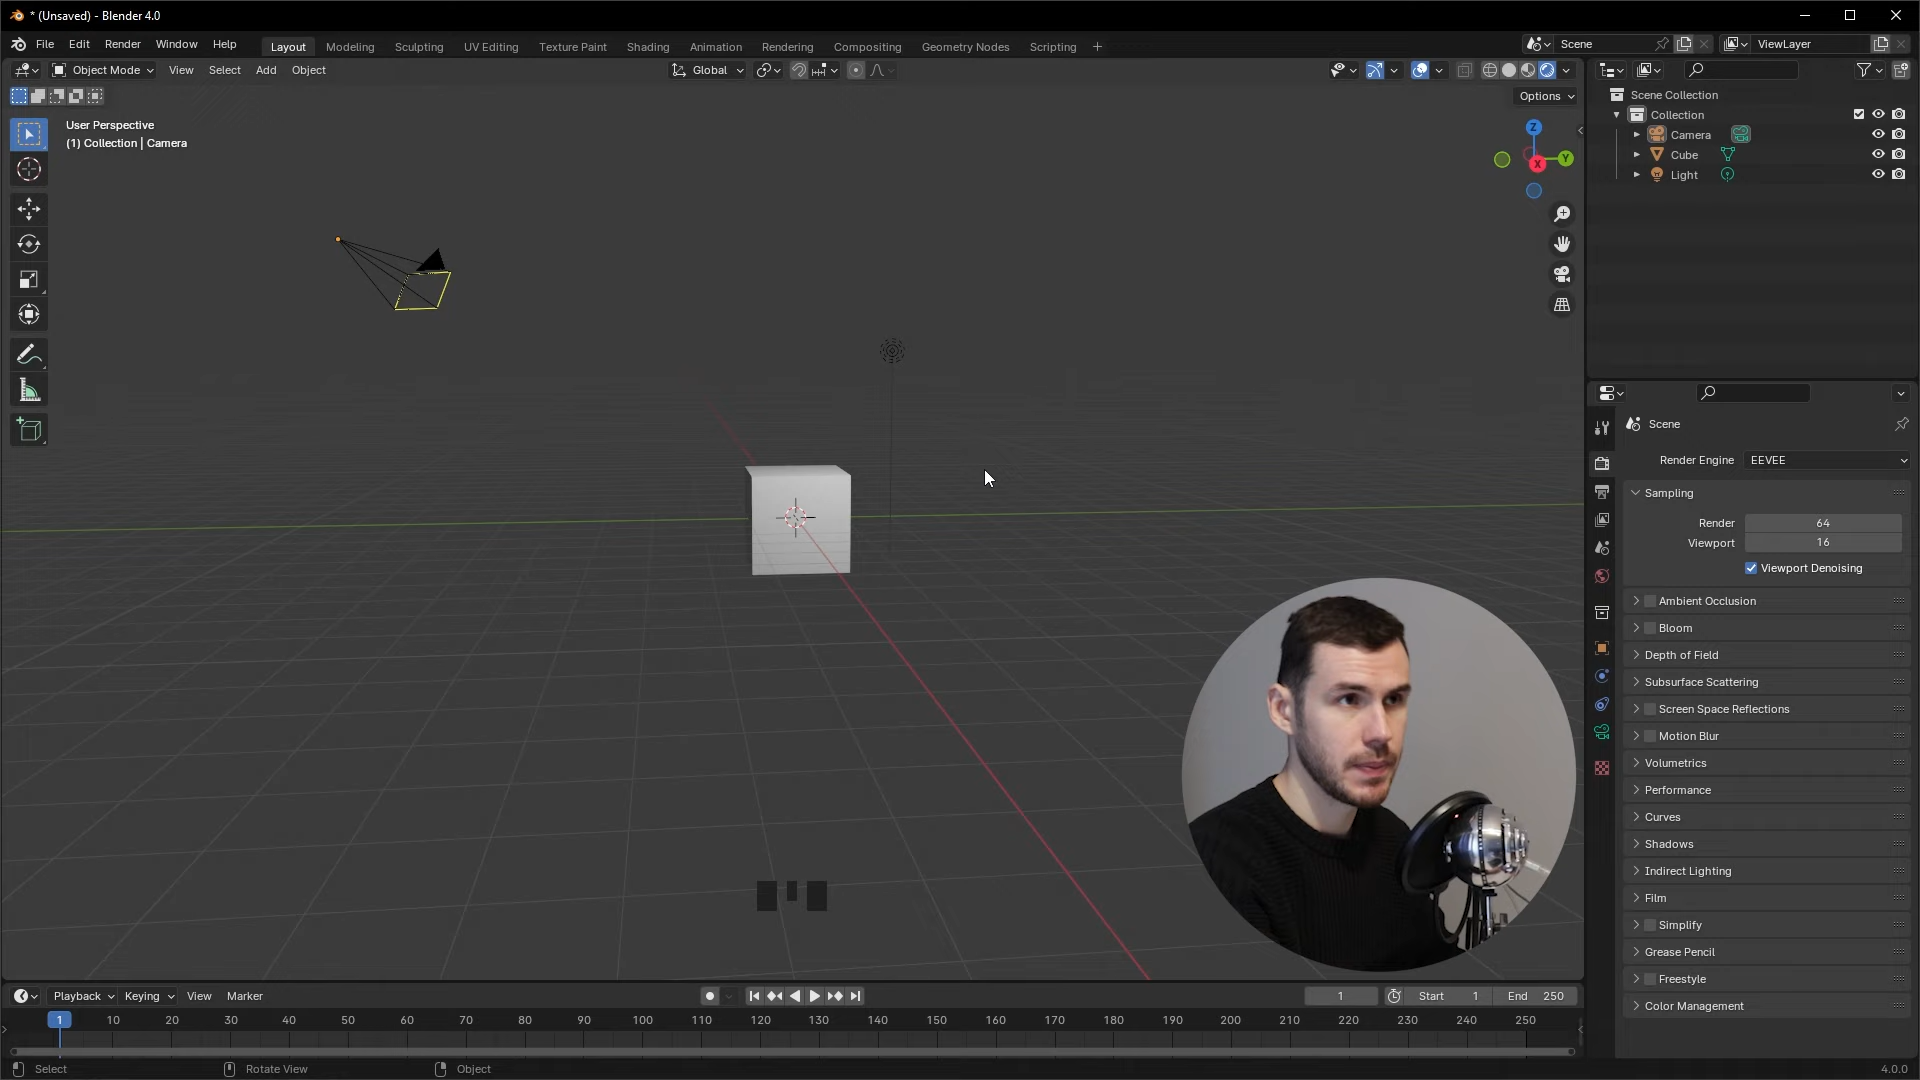 * (Unsaved) - Blender 4.0
File Edit Render Window Help Layout Modeling Sculpting UV Editing Texture Paint Shading Animation Rendering Compositing Geometry Nodes Scripting + Scene ViewLayer
Object Mode View Select Add Object Global
Options
User Perspective
(1) Collection | Camera
Z
Y
X
Scene Collection
Collection
Camera
Cube
Light
Scene
Render Engine EEVEE
Sampling
Render 64
Viewport 16
Viewport Denoising
Ambient Occlusion
Bloom
Depth of Field
Subsurface Scattering
Screen Space Reflections
Motion Blur
Volumetrics
Performance
Curves
Shadows
Indirect Lighting
Film
Simplify
Grease Pencil
Freestyle
Color Management
Playback Keying View Marker 1 Start 1 End 250
1 10 20 30 40 50 60 70 80 90 100 110 120 130 140 150 160 170 180 190 200 210 220 230 240 250
Select Rotate View Object 4.0.0